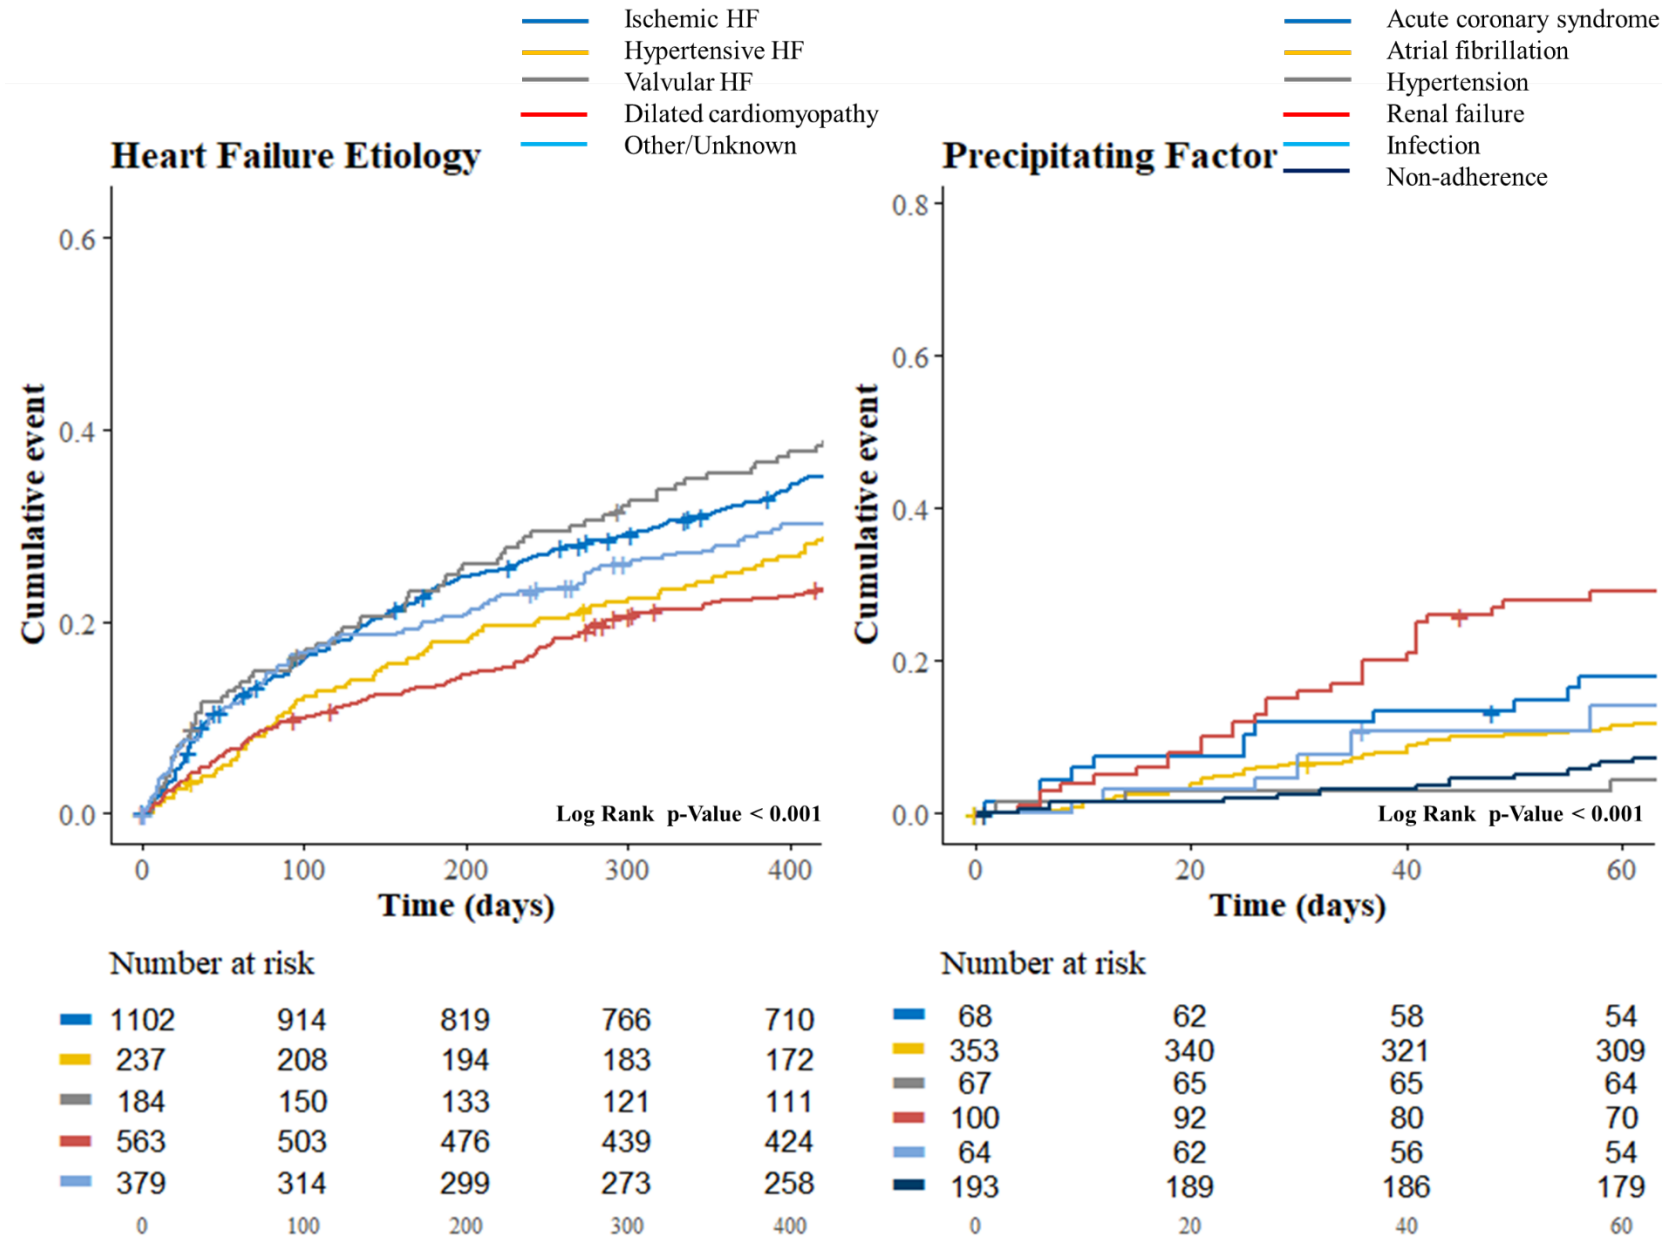 Ischemic HF
Hypertensive HF
Valvular HF
Dilated cardiomyopathy
Other/Unknown
Heart Failure Etiology
0.6
0.4
0.2
0.0
Cumulative event
Log Rank p-Value < 0.001
0 100 200 300 400
Time (days)
Number at risk
1102 914 819 766 710
237 208 194 183 172
184 150 133 121 111
563 503 476 439 424
379 314 299 273 258
0 100 200 300 400
Acute coronary syndrome
Atrial fibrillation
Hypertension
Renal failure
Infection
Non-adherence
Precipitating Factor
0.8
0.6
0.4
0.2
0.0
Cumulative event
Log Rank p-Value < 0.001
0 20 40 60
Time (days)
Number at risk
68 62 58 54
353 340 321 309
67 65 65 64
100 92 80 70
64 62 56 54
193 189 186 179
0 20 40 60